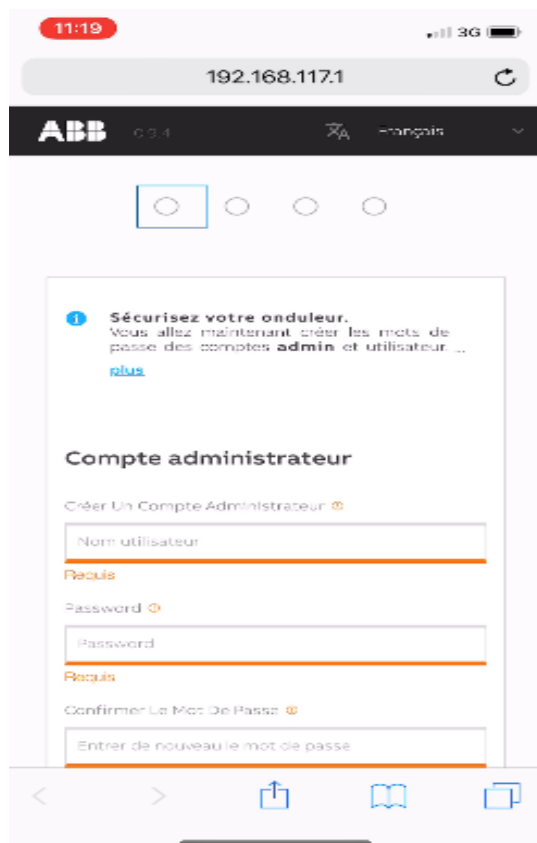 11:19
3G
192.168.117.1
ABB
Français
Sécurisez votre onduleur.
Vous allez maintenant créer les mots de
passe des comptes admin et utilisateur. ...
plus
Compte administrateur
Créer Un Compte Administrateur
Nom utilisateur
Requis
Password
Password
Requis
Confirmer Le Mot De Passe
Entrer de nouveau le mot de passe